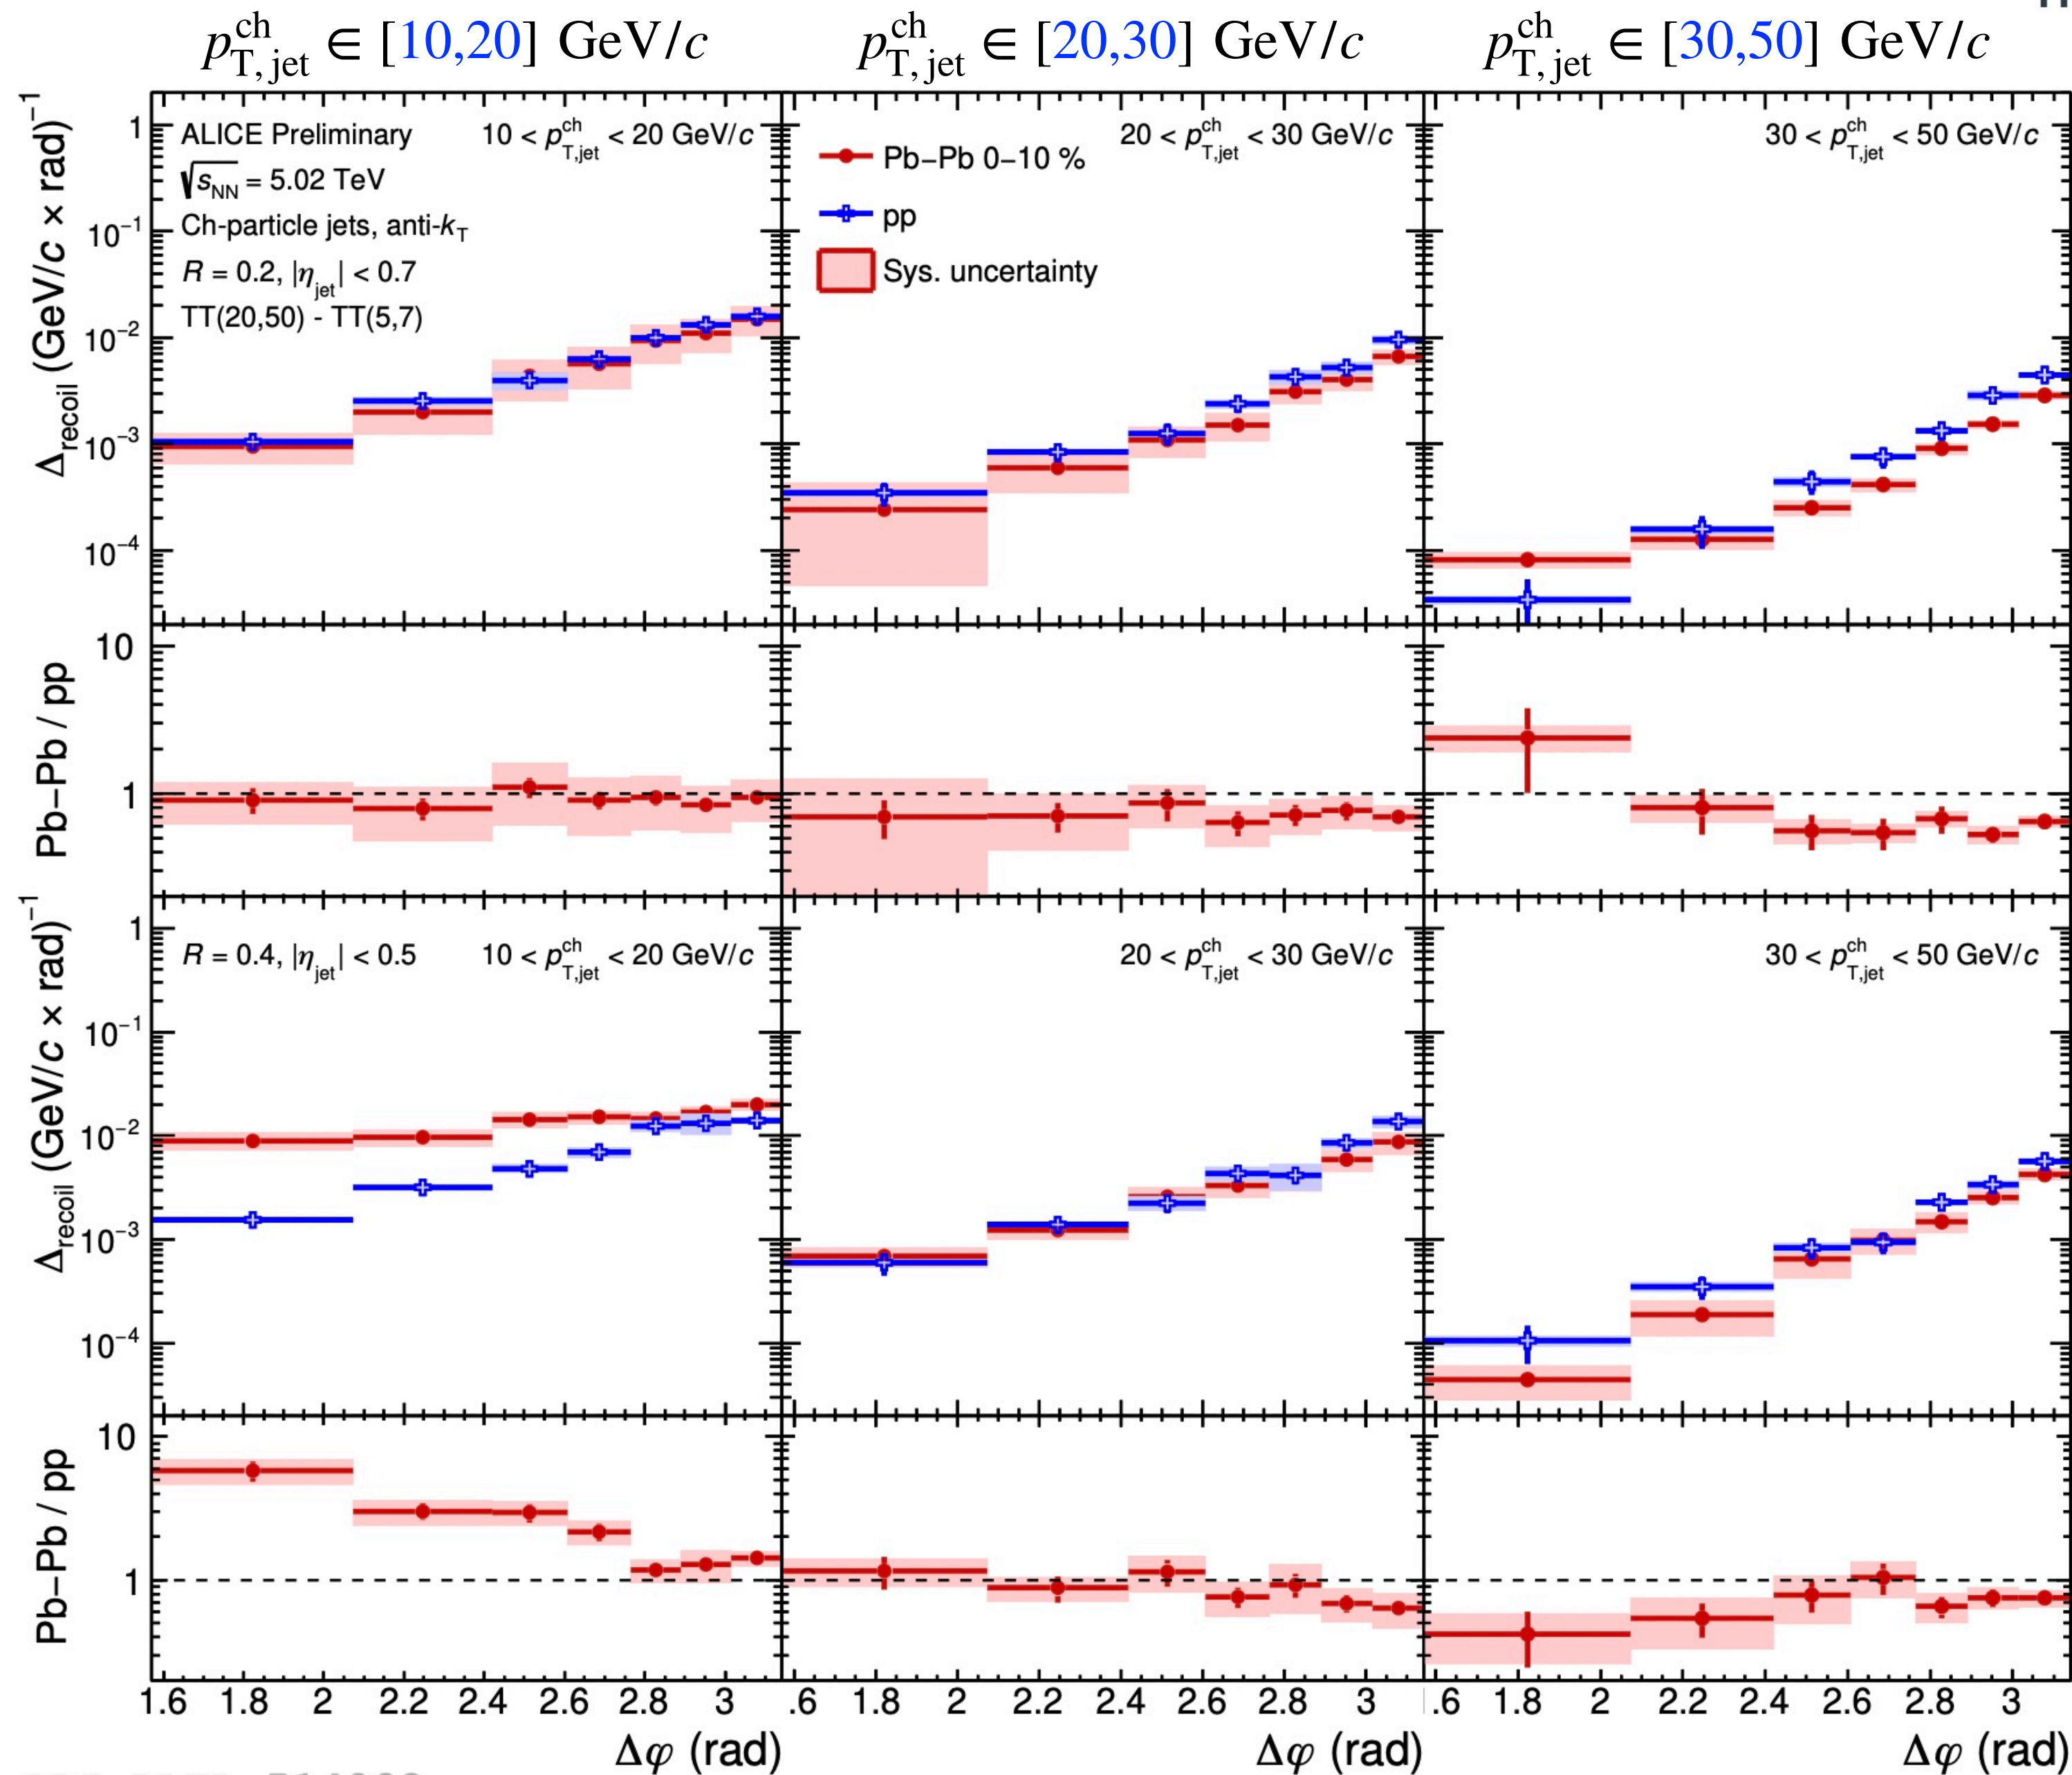 p^ch_T,jet ∈ [10,20] GeV/c
p^ch_T,jet ∈ [20,30] GeV/c
p^ch_T,jet ∈ [30,50] GeV/c
Δ_recoil (GeV/c × rad)^−1
1
10^−1
10^−2
10^−3
10^−4
ALICE Preliminary
√s_NN = 5.02 TeV
Ch-particle jets, anti-k_T
R = 0.2, |η_jet| < 0.7
TT(20,50) - TT(5,7)
10 < p^ch_T,jet < 20 GeV/c
20 < p^ch_T,jet < 30 GeV/c
Pb−Pb 0−10 %
pp
Sys. uncertainty
30 < p^ch_T,jet < 50 GeV/c
Pb−Pb / pp
10
1
Δ_recoil (GeV/c × rad)^−1
1
10^−1
10^−2
10^−3
10^−4
R = 0.4, |η_jet| < 0.5
10 < p^ch_T,jet < 20 GeV/c
20 < p^ch_T,jet < 30 GeV/c
30 < p^ch_T,jet < 50 GeV/c
Pb−Pb / pp
10
1
1.6 1.8 2 2.2 2.4 2.6 2.8 3
.6 1.8 2 2.2 2.4 2.6 2.8 3
.6 1.8 2 2.2 2.4 2.6 2.8 3
Δφ (rad)
Δφ (rad)
Δφ (rad)